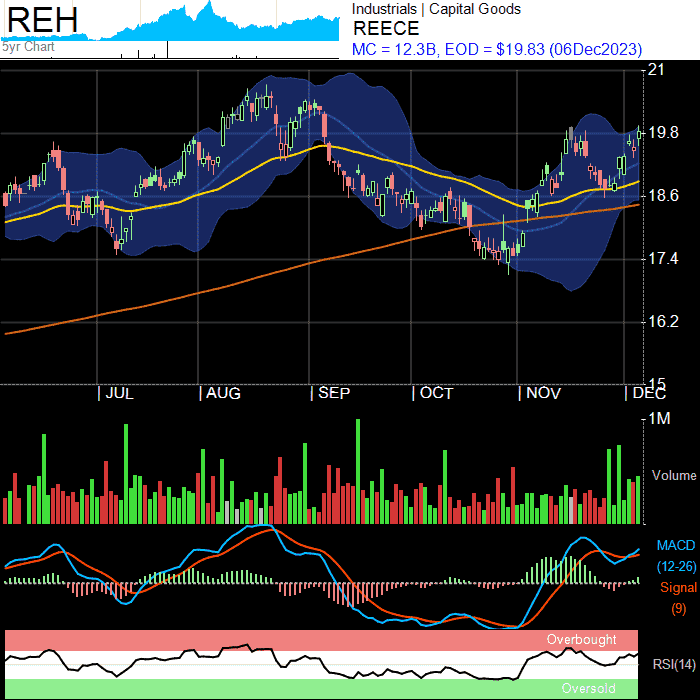 REH
5yr Chart
Industrials | Capital Goods
REECE
MC = 12.3B, EOD = $19.83 (06Dec2023)
21
19.8
18.6
17.4
16.2
15
| JUL | AUG | SEP | OCT | NOV | DEC
1M
Volume
MACD
(12-26)
Signal
(9)
Overbought
RSI(14)
Oversold